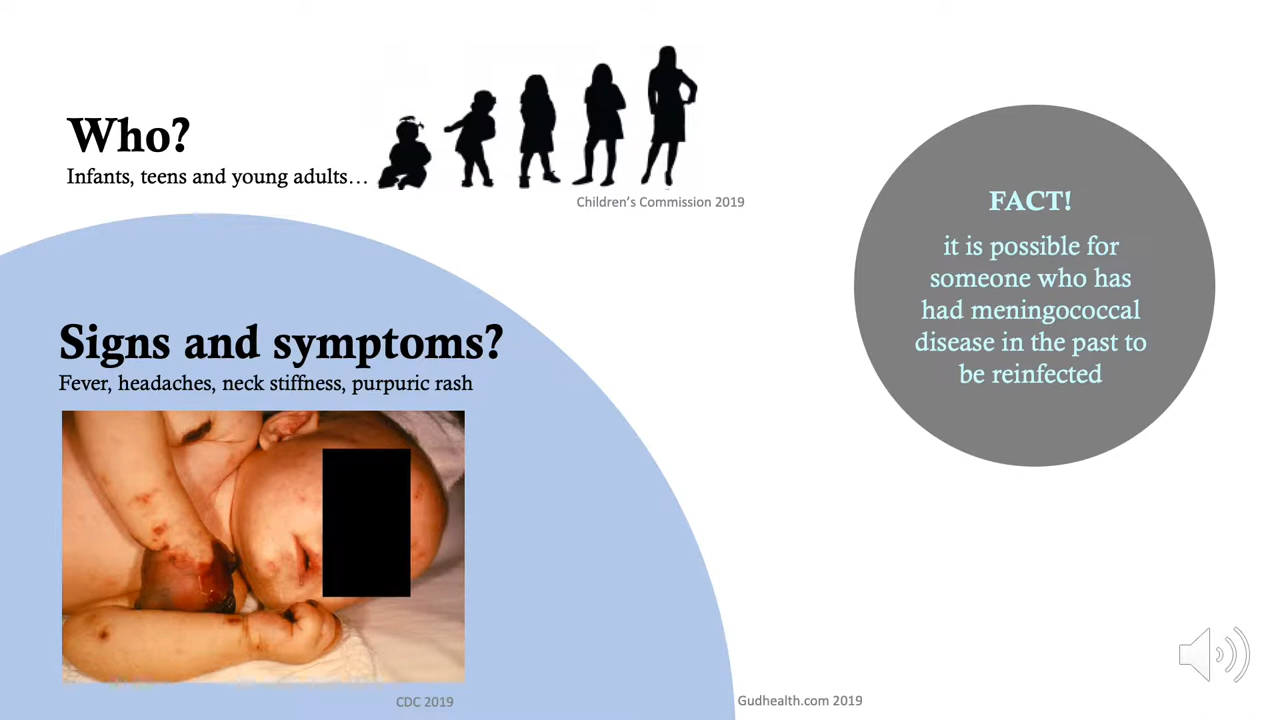 Who?
Infants, teens and young adults…
Children’s Commission 2019
FACT!
it is possible for
someone who has
had meningococcal
disease in the past to
be reinfected
Signs and symptoms?
Fever, headaches, neck stiffness, purpuric rash
CDC 2019
Gudhealth.com 2019